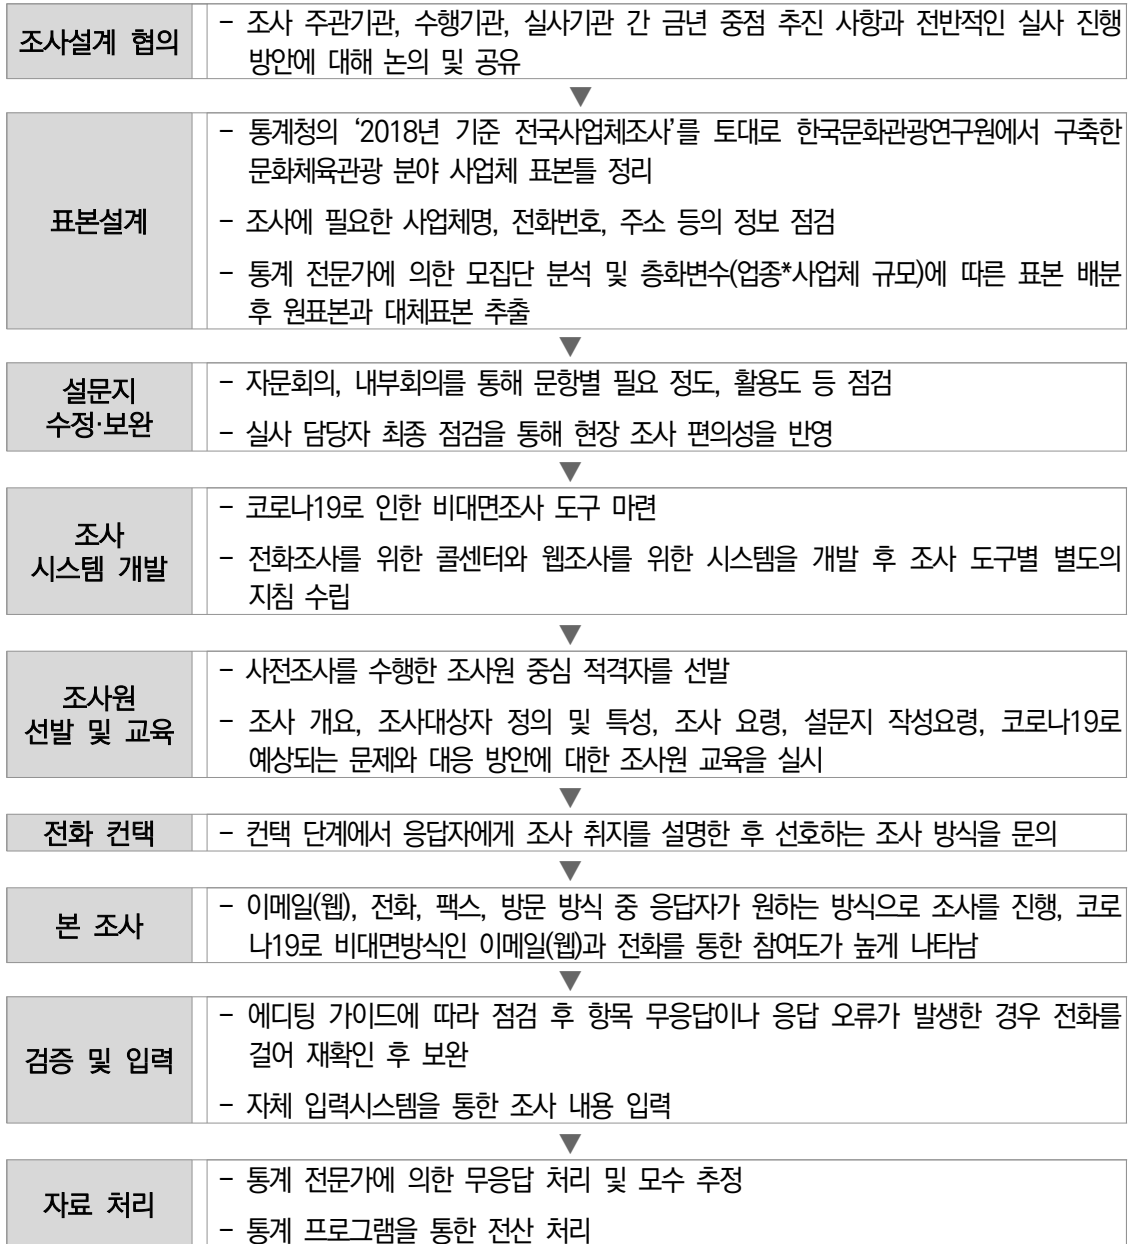 조사설계 협의
- 조사 주관기관, 수행기관, 실사기관 간 금년 중점 추진 사항과 전반적인 실사 진행
방안에 대해 논의 및 공유
▼
표본설계
- 통계청의 ‘2018년 기준 전국사업체조사’를 토대로 한국문화관광연구원에서 구축한
문화체육관광 분야 사업체 표본틀 정리
- 조사에 필요한 사업체명, 전화번호, 주소 등의 정보 점검
- 통계 전문가에 의한 모집단 분석 및 층화변수(업종*사업체 규모)에 따른 표본 배분
후 원표본과 대체표본 추출
▼
설문지
수정·보완
- 자문회의, 내부회의를 통해 문항별 필요 정도, 활용도 등 점검
- 실사 담당자 최종 점검을 통해 현장 조사 편의성을 반영
▼
조사
시스템 개발
- 코로나19로 인한 비대면조사 도구 마련
- 전화조사를 위한 콜센터와 웹조사를 위한 시스템을 개발 후 조사 도구별 별도의
지침 수립
▼
조사원
선발 및 교육
- 사전조사를 수행한 조사원 중심 적격자를 선발
- 조사 개요, 조사대상자 정의 및 특성, 조사 요령, 설문지 작성요령, 코로나19로
예상되는 문제와 대응 방안에 대한 조사원 교육을 실시
▼
전화 컨택
- 컨택 단계에서 응답자에게 조사 취지를 설명한 후 선호하는 조사 방식을 문의
▼
본 조사
- 이메일(웹), 전화, 팩스, 방문 방식 중 응답자가 원하는 방식으로 조사를 진행, 코로
나19로 비대면방식인 이메일(웹)과 전화를 통한 참여도가 높게 나타남
▼
검증 및 입력
- 에디팅 가이드에 따라 점검 후 항목 무응답이나 응답 오류가 발생한 경우 전화를
걸어 재확인 후 보완
- 자체 입력시스템을 통한 조사 내용 입력
▼
자료 처리
- 통계 전문가에 의한 무응답 처리 및 모수 추정
- 통계 프로그램을 통한 전산 처리